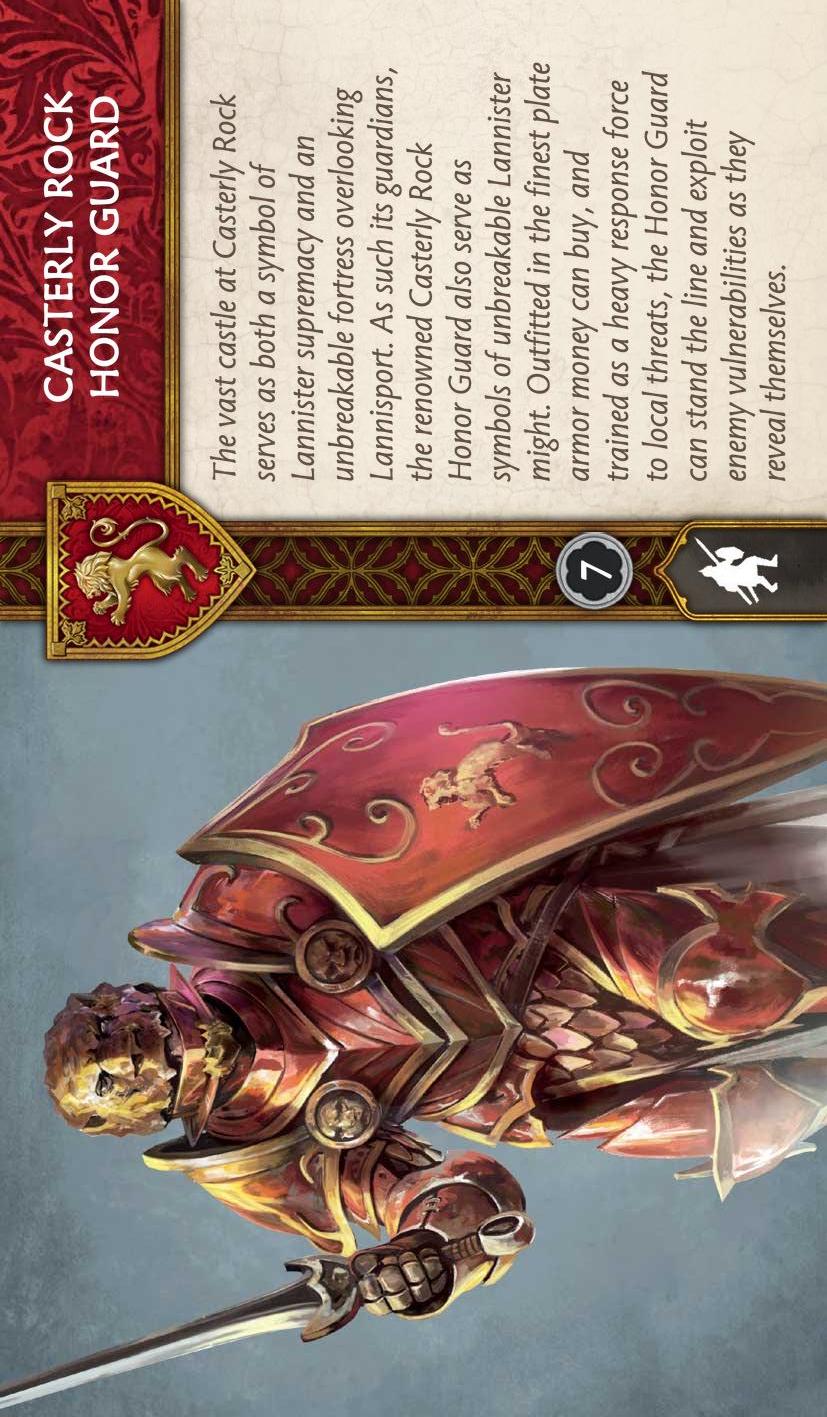 CASTERLY ROCK
HONOR GUARD
The vast castle at Casterly Rock
serves as both a symbol of
Lannister supremacy and an
unbreakable fortress overlooking
Lannisport. As such its guardians,
the renowned Casterly Rock
Honor Guard also serve as
symbols of unbreakable Lannister
might. Outfitted in the finest plate
armor money can buy, and
trained as a heavy response force
to local threats, the Honor Guard
can stand the line and exploit
enemy vulnerabilities as they
reveal themselves.
7